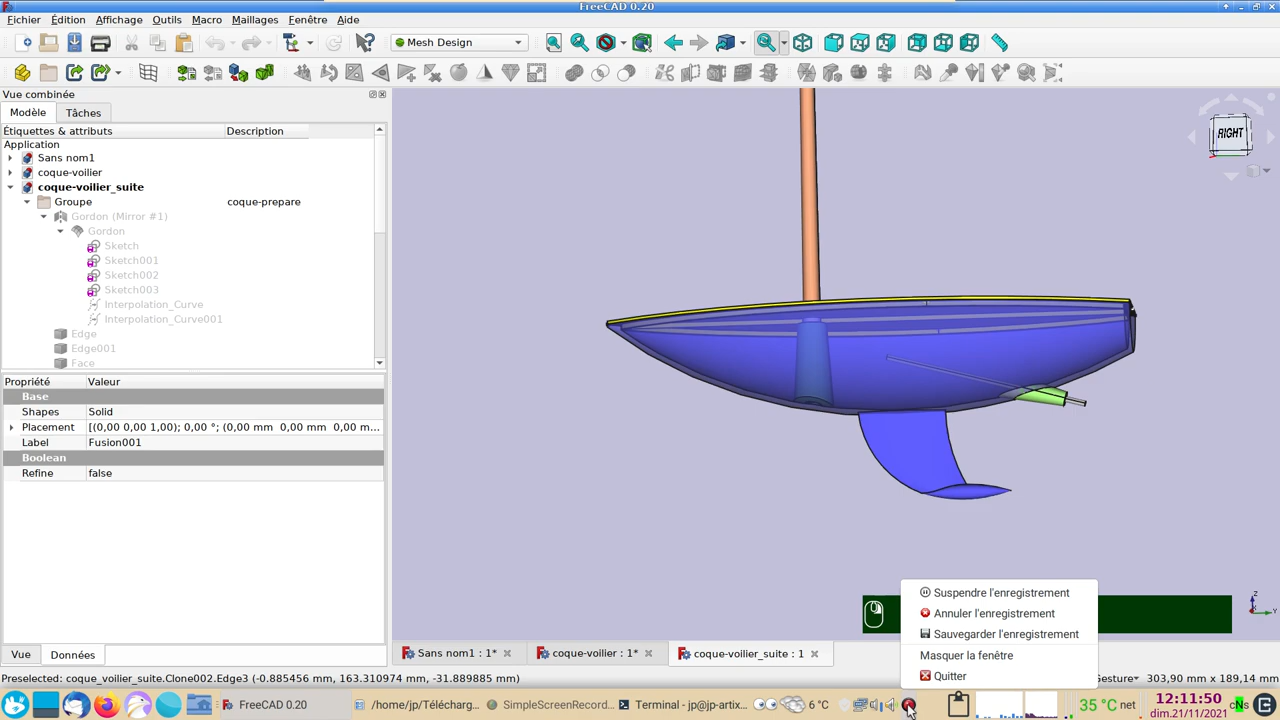 FreeCAD 0.20
Fichier Édition Affichage Outils Macro Maillages Fenêtre Aide
Mesh Design
Vue combinée
Modèle Tâches
Étiquettes & attributs Description
Application
Sans nom1
coque-voilier
coque-voilier_suite
Groupe coque-prepare
Gordon (Mirror #1)
Gordon
Sketch
Sketch001
Sketch002
Sketch003
Interpolation_Curve
Interpolation_Curve001
Edge
Edge001
Face
Propriété Valeur
Base
Shapes Solid
Placement [(0,00 0,00 1,00); 0,00 °; (0,00 mm 0,00 mm 0,00 m...
Label Fusion001
Boolean
Refine false
Vue Données
RIGHT
Z
Y
Suspendre l'enregistrement
Annuler l'enregistrement
Sauvegarder l'enregistrement
Masquer la fenêtre
Quitter
Sans nom1 : 1* coque-voilier : 1* coque-voilier_suite : 1
Preselected: coque_voilier_suite.Clone002.Edge3 (-0.885456 mm, 163.310974 mm, -31.889885 mm) Gesture 303,90 mm x 189,14 mm
FreeCAD 0.20 /home/jp/Télécharg... SimpleScreenRecord... Terminal - jp@jp-artix... 6 °C 35 °C net 12:11:50
dim.21/11/2021
cNs